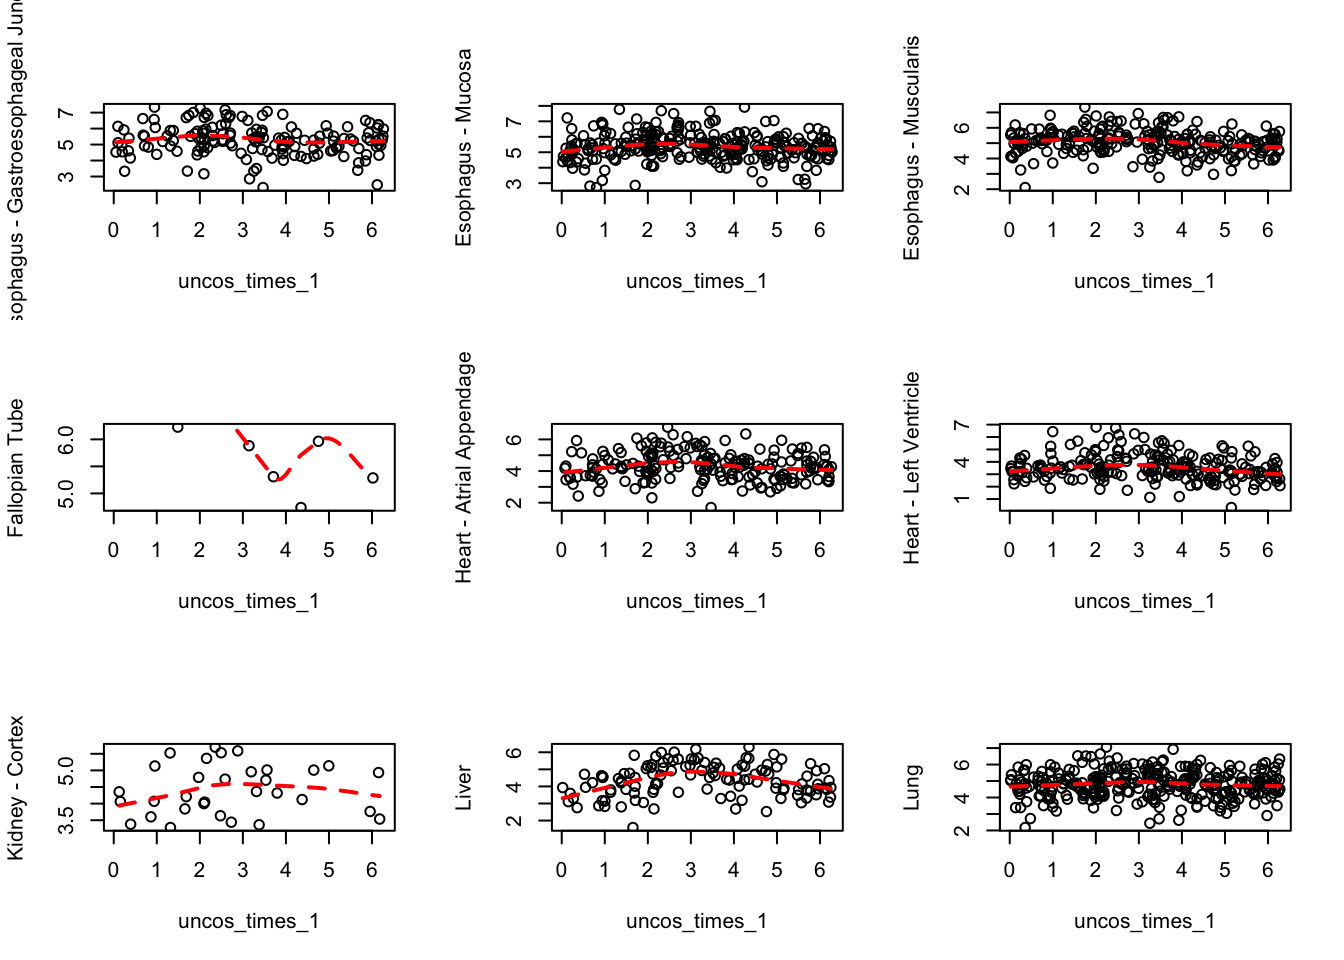 sophagus - Gastroesophageal Junc
3 5 7
0 1 2 3 4 5 6
uncos_times_1
Esophagus - Mucosa
3 5 7
0 1 2 3 4 5 6
uncos_times_1
Esophagus - Muscularis
2 4 6
0 1 2 3 4 5 6
uncos_times_1
Fallopian Tube
5.0 6.0
0 1 2 3 4 5 6
uncos_times_1
Heart - Atrial Appendage
2 4 6
0 1 2 3 4 5 6
uncos_times_1
Heart - Left Ventricle
1 4 7
0 1 2 3 4 5 6
uncos_times_1
Kidney - Cortex
3.5 5.0
0 1 2 3 4 5 6
uncos_times_1
Liver
2 4 6
0 1 2 3 4 5 6
uncos_times_1
Lung
2 4 6
0 1 2 3 4 5 6
uncos_times_1